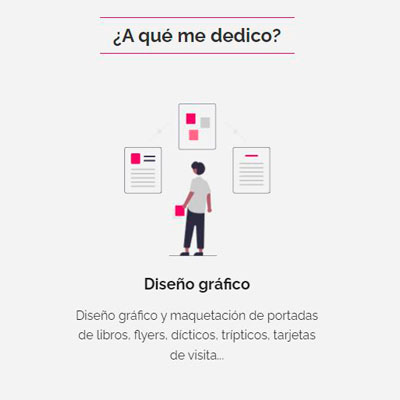 ¿A qué me dedico?
Diseño gráfico
Diseño gráfico y maquetación de portadas
de libros, flyers, dícticos, trípticos, tarjetas
de visita...